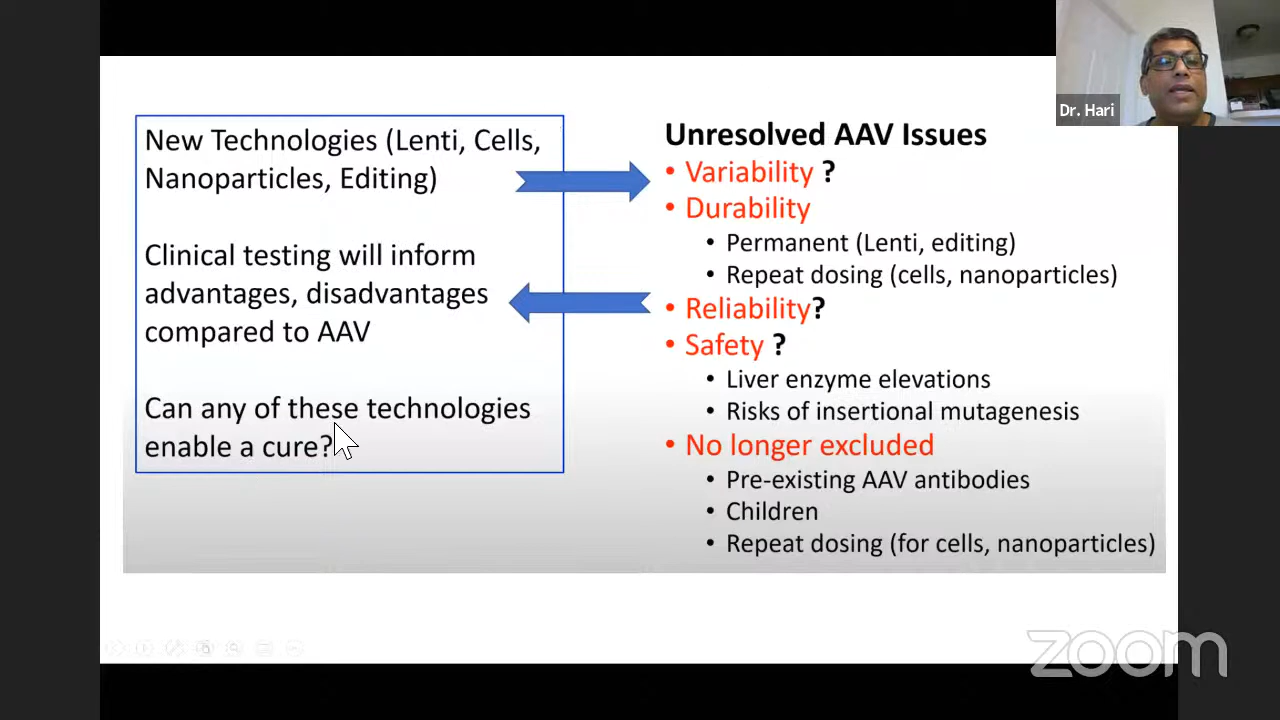 New Technologies (Lenti, Cells,
Nanoparticles, Editing)
Clinical testing will inform
advantages, disadvantages
compared to AAV
Can any of these technologies
enable a cure?
Unresolved AAV Issues
• Variability ?
• Durability
• Permanent (Lenti, editing)
• Repeat dosing (cells, nanoparticles)
• Reliability?
• Safety ?
• Liver enzyme elevations
• Risks of insertional mutagenesis
• No longer excluded
• Pre-existing AAV antibodies
• Children
• Repeat dosing (for cells, nanoparticles)
Dr. Hari
zoom